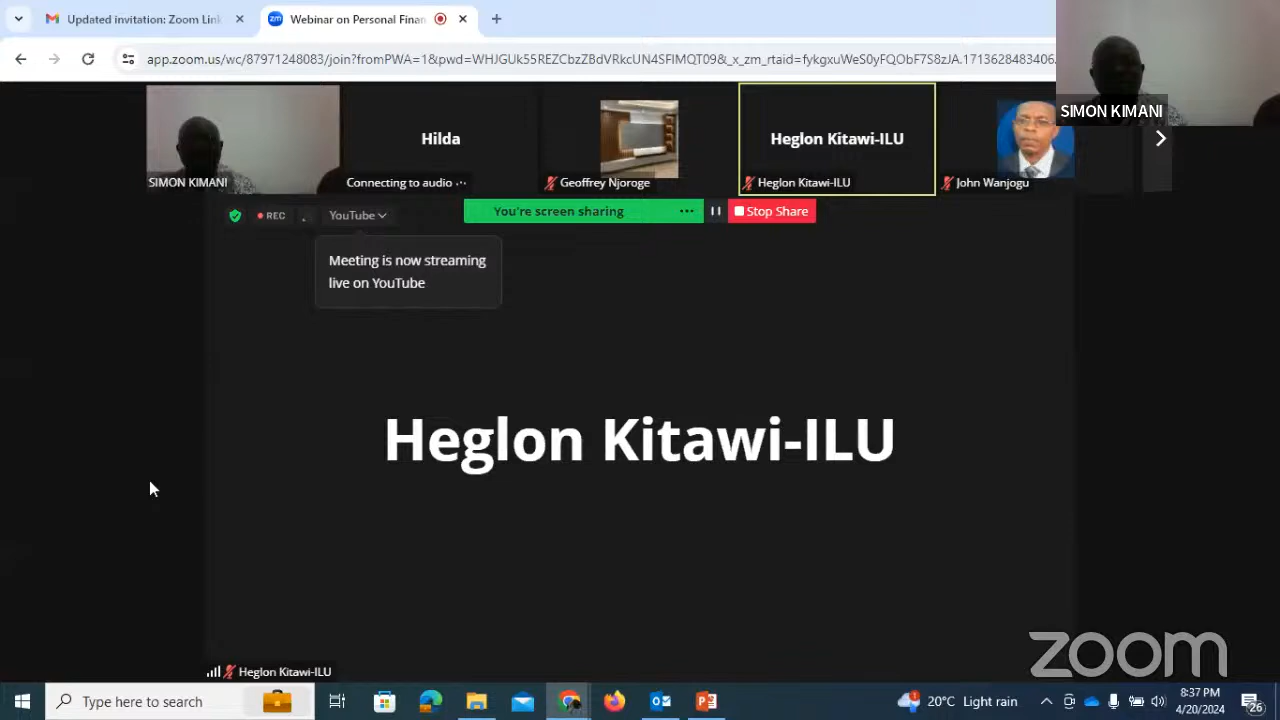 Updated invitation: Zoom Link
Webinar on Personal Finan
app.zoom.us/wc/87971248083/join?fromPWA=1&pwd=WHJGUk55REZCbzZBdVRkcUN4SFlMQT09&_x_zm_rtaid=fykgxuWeS0yFQObF7S8zJA.1713628483406.
SIMON KIMANI
Hilda
Heglon Kitawi-ILU
SIMON KIMANI
Connecting to audio ···
Geoffrey Njoroge
Heglon Kitawi-ILU
John Wanjogu
REC
YouTube
You're screen sharing
Stop Share
Meeting is now streaming
live on YouTube
Heglon Kitawi-ILU
zoom
Heglon Kitawi-ILU
Type here to search
20°C Light rain
8:37 PM
4/20/2024
26